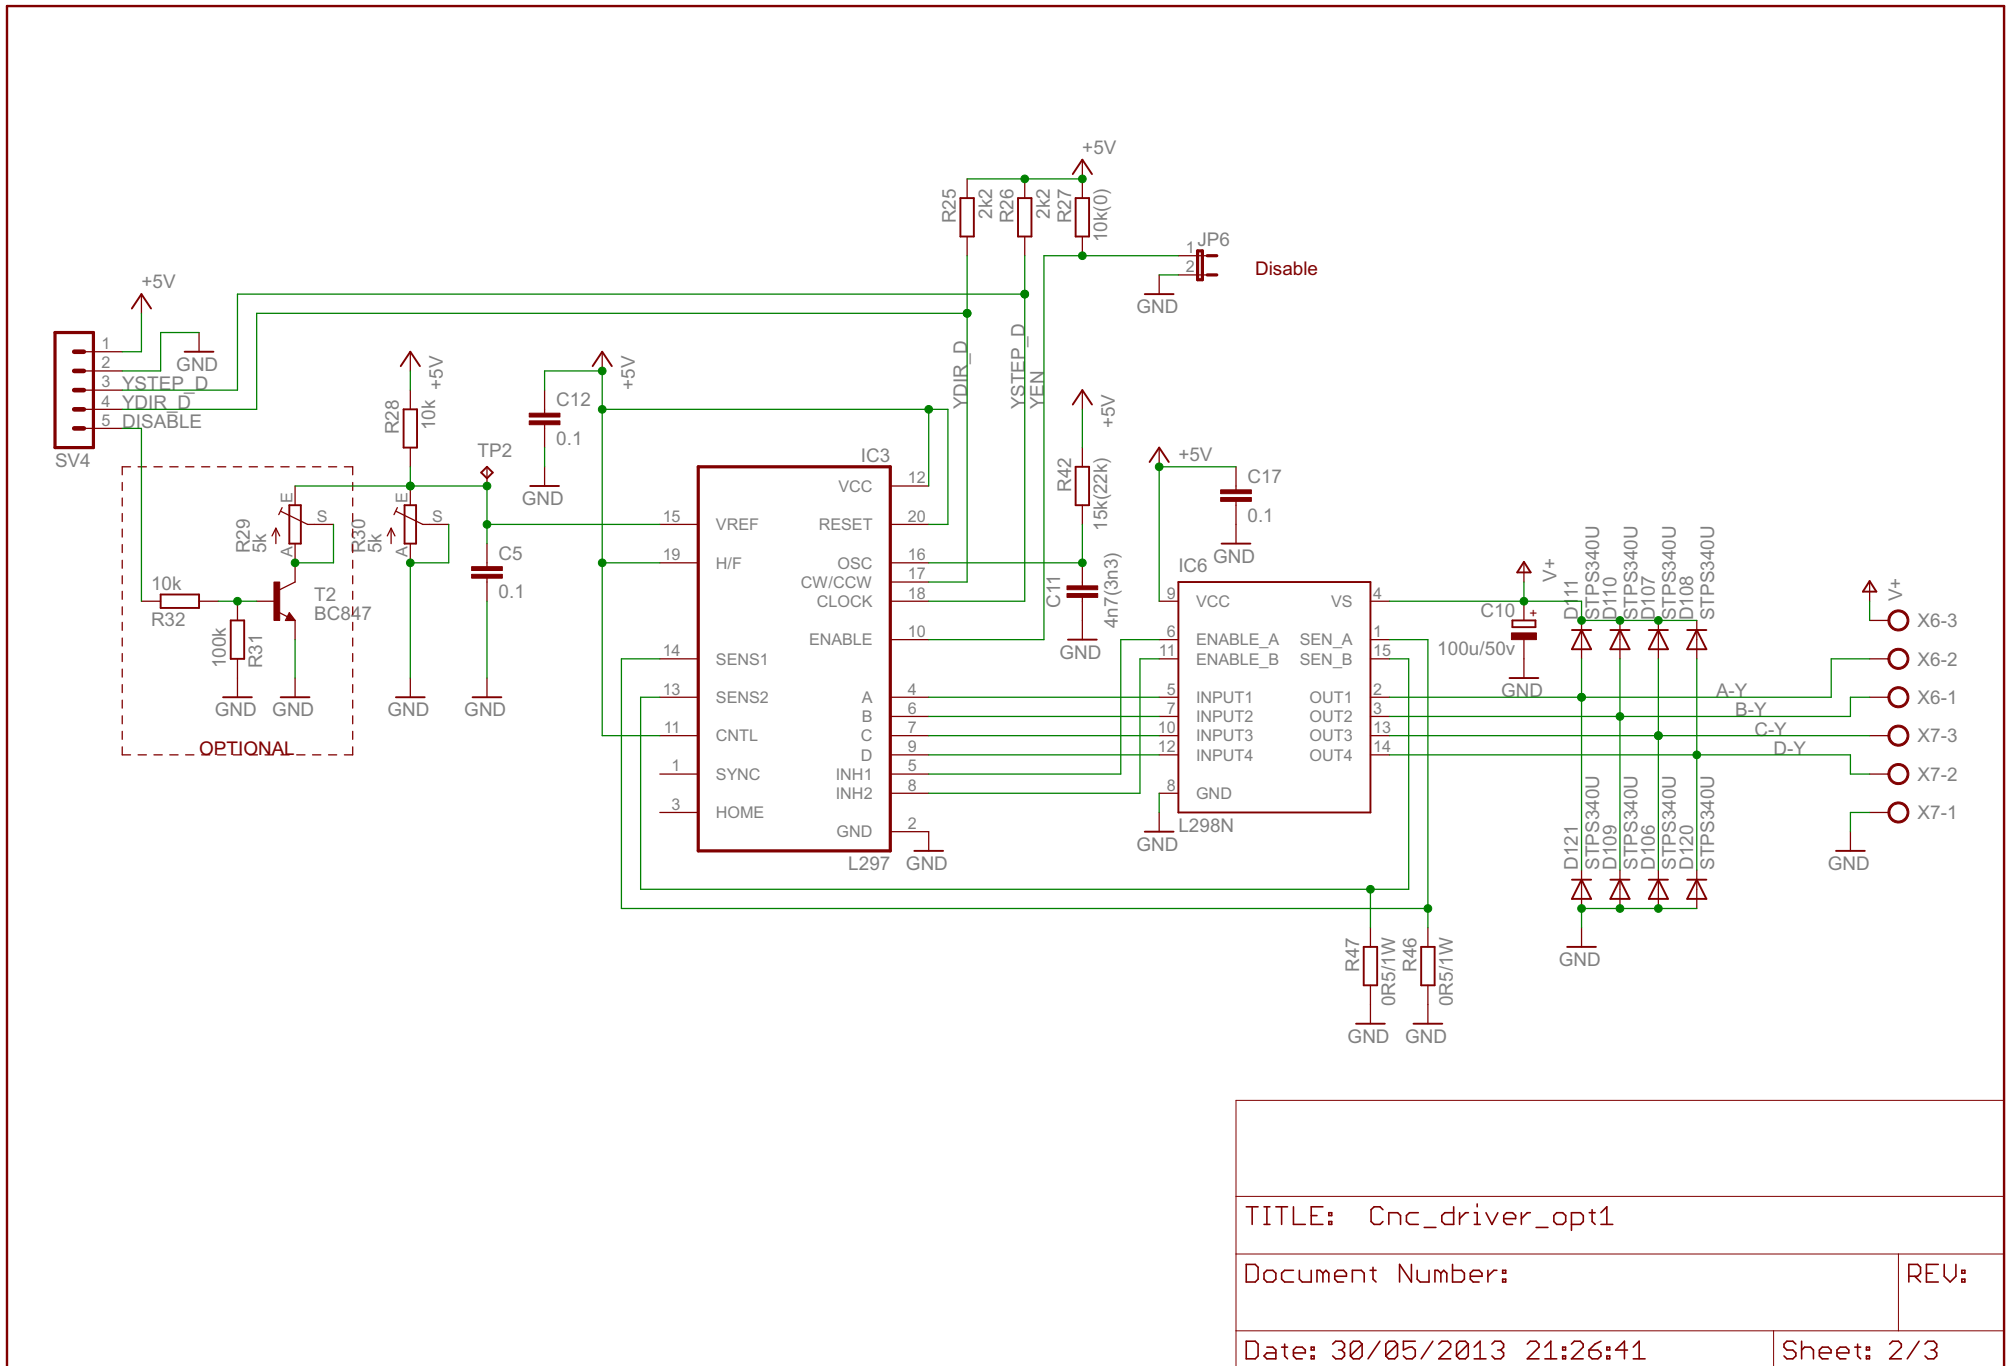 +5V
R25
2k2
R26
2k2
R27
10k(0)
JP6
1
2
Disable
GND
+5V
GND
1
2
3
4
5
YSTEP_D
YDIR_D
DISABLE
SV4
+5V
R28
10k
TP2
+5V
C12
0.1
GND
YDIR_D
YSTEP_D
YEN
+5V
R42
15k(22k)
C11
4n7(3n3)
GND
+5V
C17
0.1
GND
E
S
A
R29
5k
E
S
A
R30
5k
C5
0.1
10k
R32
T2
BC847
100k
R31
GND
GND
GND
GND
OPTIONAL
IC3
15 VREF
19 H/F
14 SENS1
13 SENS2
11 CNTL
1 SYNC
3 HOME
VCC 12
RESET 20
OSC 16
CW/CCW 17
CLOCK 18
ENABLE 10
A 4
B 6
C 7
D 9
INH1 5
INH2 8
GND 2
L297
GND
IC6
9 VCC
6 ENABLE_A
11 ENABLE_B
5 INPUT1
7 INPUT2
10 INPUT3
12 INPUT4
8 GND
VS 4
SEN_A 1
SEN_B 15
OUT1 2
OUT2 3
OUT3 13
OUT4 14
L298N
GND
V+
C10
+
100u/50v
GND
D111
STPS340U
D110
STPS340U
D107
STPS340U
D108
STPS340U
A-Y
B-Y
C-Y
D-Y
D121
STPS340U
D109
STPS340U
D106
STPS340U
D120
STPS340U
GND
V+
X6-3
X6-2
X6-1
X7-3
X7-2
X7-1
GND
R47
0R5/1W
R46
0R5/1W
GND
GND
TITLE: Cnc_driver_opt1
Document Number:
REV:
Date: 30/05/2013 21:26:41
Sheet: 2/3